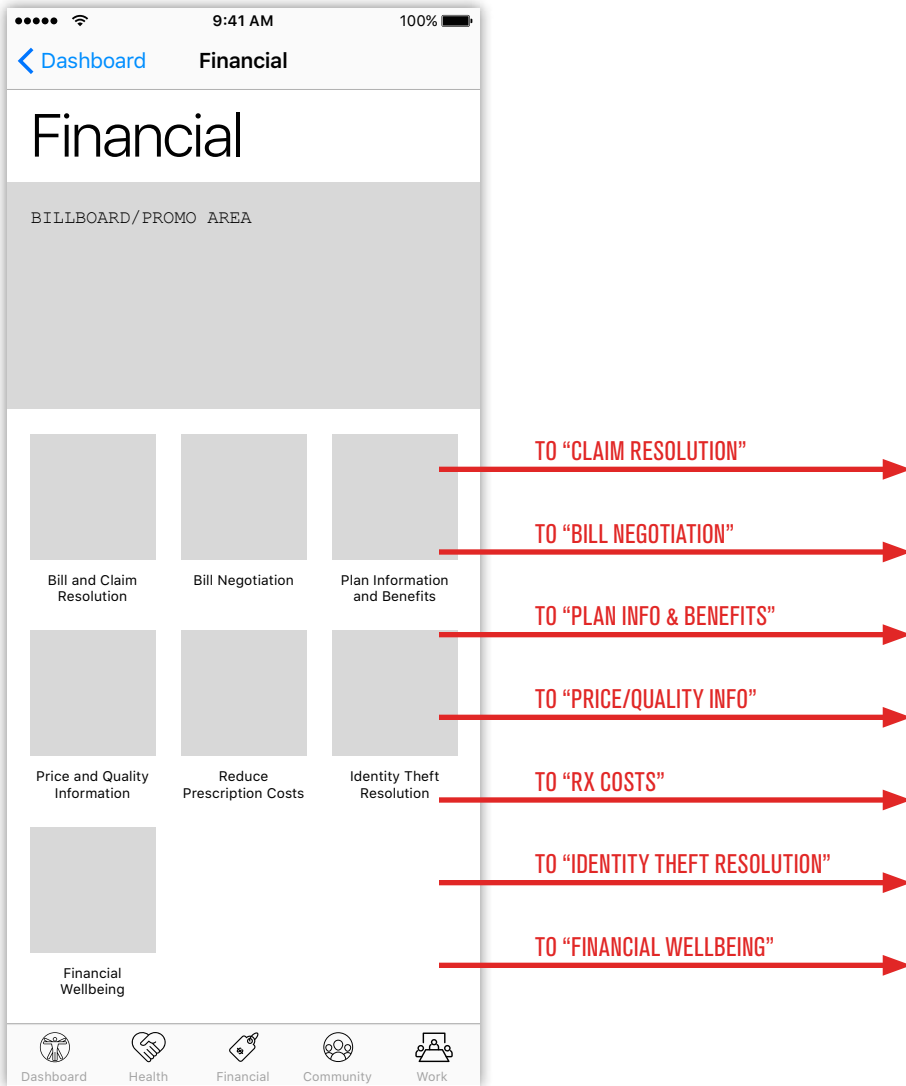 9:41 AM
100%
Dashboard
Financial
Financial
BILLBOARD/PROMO AREA
Bill and Claim
Resolution
Bill Negotiation
Plan Information
and Benefits
Price and Quality
Information
Reduce
Prescription Costs
Identity Theft
Resolution
Financial
Wellbeing
Dashboard
Health
Financial
Community
Work
TO “CLAIM RESOLUTION”
TO “BILL NEGOTIATION”
TO “PLAN INFO & BENEFITS”
TO “PRICE/QUALITY INFO”
TO “RX COSTS”
TO “IDENTITY THEFT RESOLUTION”
TO “FINANCIAL WELLBEING”